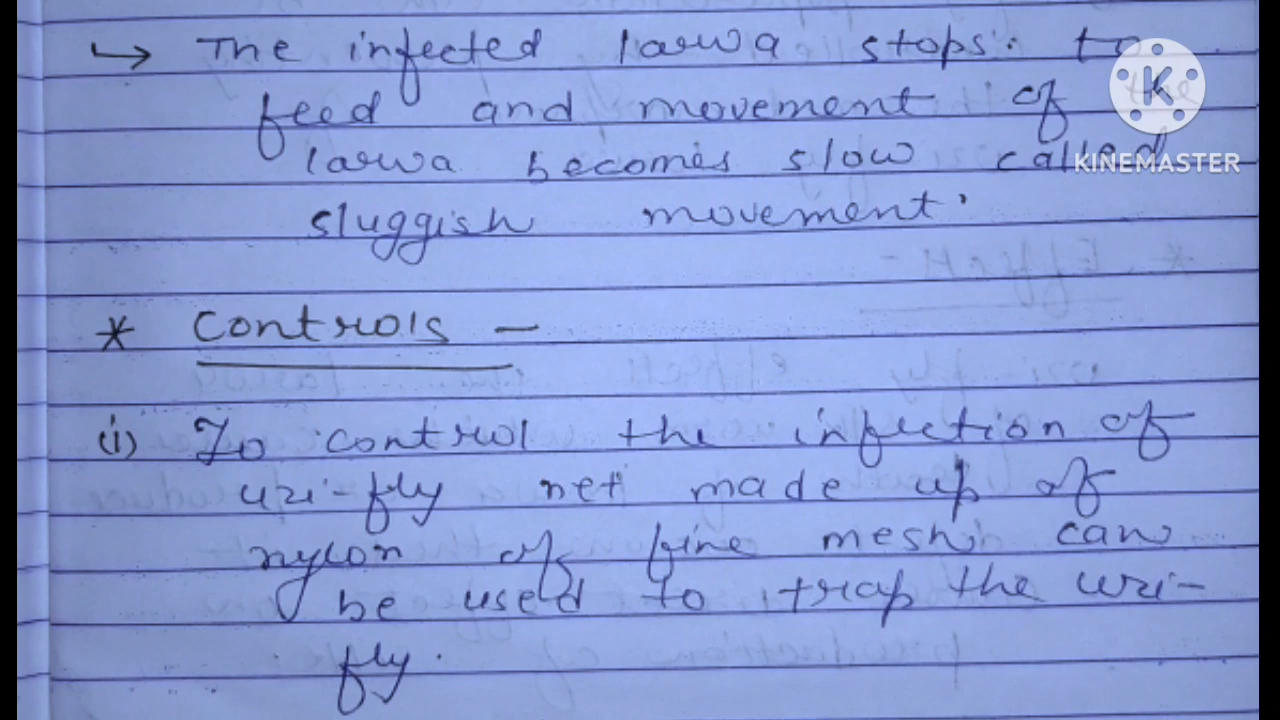 ↳ The infected larwa stops. to
feed and movement of the
larwa becomes slow called
sluggish movement.
* Controls —
(i) To control the infection of
uzi-fly net made up of
nylon of fine mesh can
be used to trap the uzi-
fly.
K
KINEMASTER